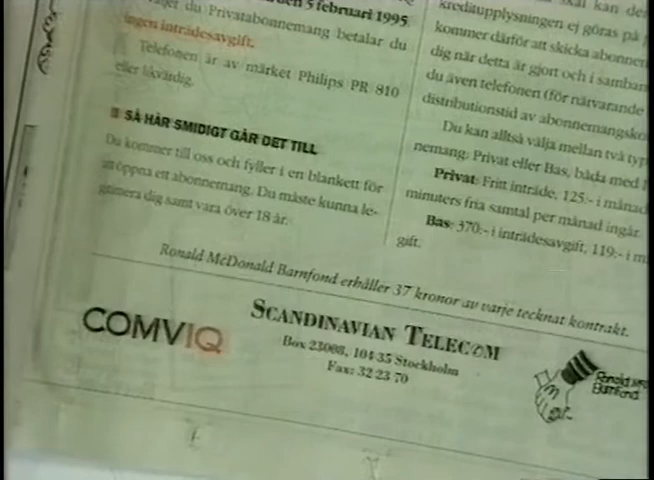 den 5 februari 1995
du Privatabonnemang betalar du
ingen inträdesavgift.
Telefonen är av märket Philips PR 810
eller likvärdig.
SÅ HÄR SMIDIGT GÅR DET TILL
Du kommer till oss och fyller i en blankett för
att öppna ett abonnemang. Du måste kunna le-
gitimera dig samt vara över 18 år.
kreditupplysningen ej göras på
kommer därför att skicka abonne
dig när detta är gjort och i samban
du även telefonen (för närvarande
distributionstid av abonnemangsko
Du kan alltså välja mellan två typ
nemang: Privat eller Bas, båda med
Privat: Fritt inträde, 125:- i månad
minuters fria samtal per månad ingår.
Bas: 370:- i inträdesavgift, 119:- i m
gift.
Ronald McDonald Barnfond erhåller 37 kronor av varje tecknat kontrakt.
COMVIQ
SCANDINAVIAN TELECOM
Box 23008, 104 35 Stockholm
Fax: 32 23 70
Ronald
Barnfond